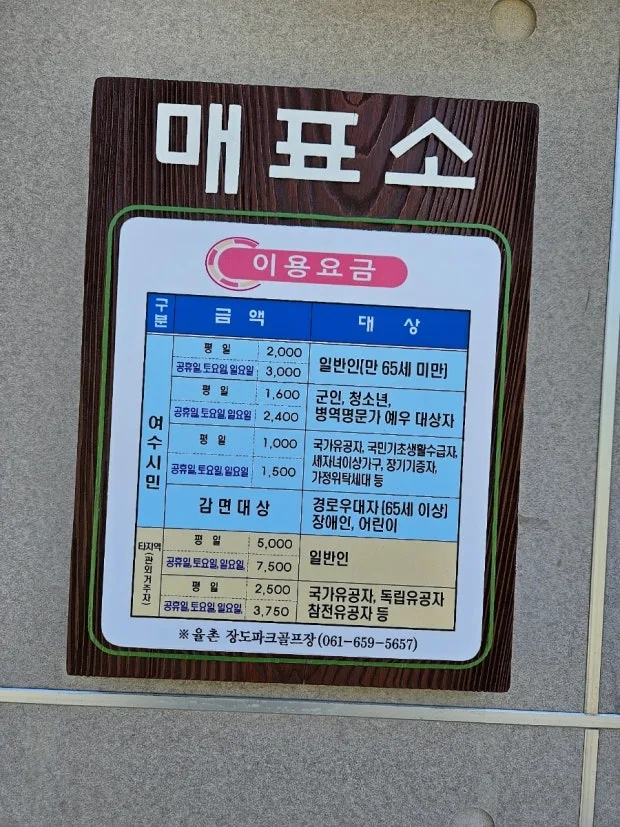 매표소
이용요금
구분 금액 대상
여수시민
평일 2,000 일반인(만 65세 미만)
공휴일,토요일,일요일 3,000
평일 1,600 군인, 청소년,
공휴일,토요일,일요일 2,400 병역명문가 예우 대상자
평일 1,000 국가유공자, 국민기초생활수급자,
세자녀이상가구, 장기기증자,
공휴일,토요일,일요일 1,500 가정위탁세대 등
감면대상 경로우대자(65세 이상)
장애인, 어린이
타지역(관외거주자)
평일 5,000 일반인
공휴일,토요일,일요일, 7,500
평일 2,500 국가유공자, 독립유공자
공휴일,토요일,일요일, 3,750 참전유공자 등
※율촌 장도파크골프장(061-659-5657)